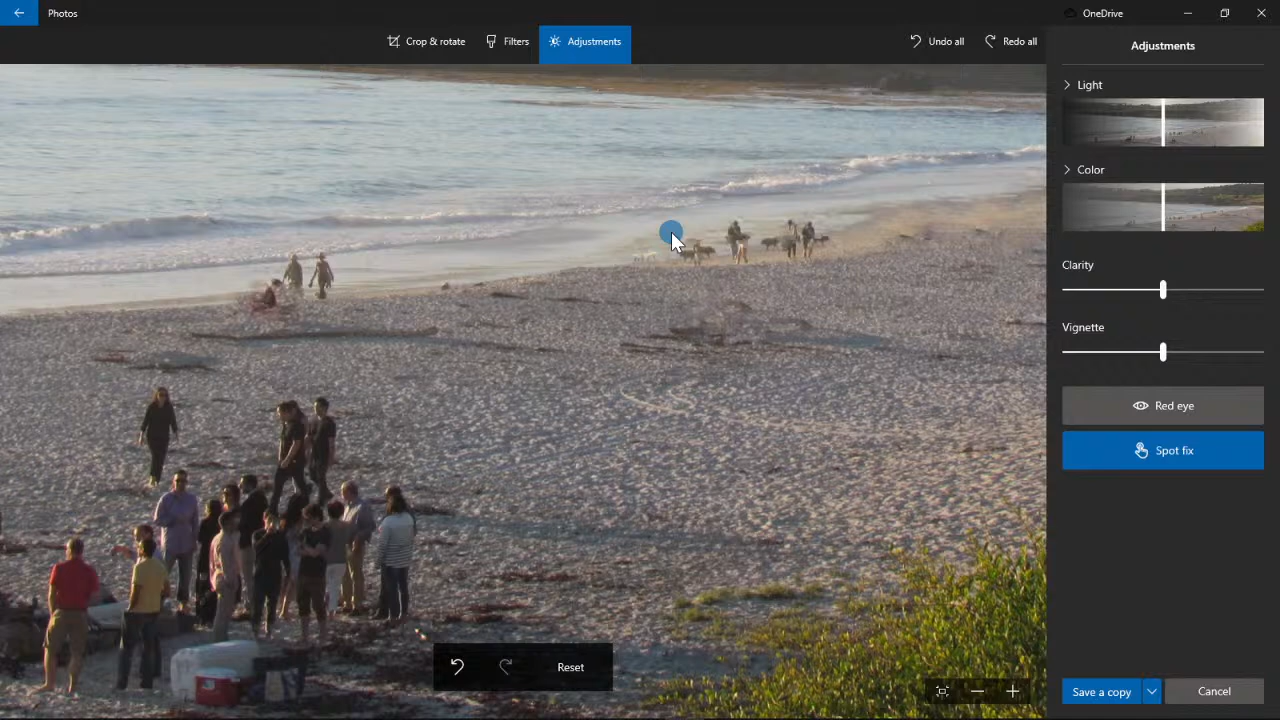 Photos
OneDrive
Crop & rotate
Filters
Adjustments
Undo all
Redo all
Adjustments
Light
Color
Clarity
Vignette
Red eye
Spot fix
Reset
Save a copy
Cancel